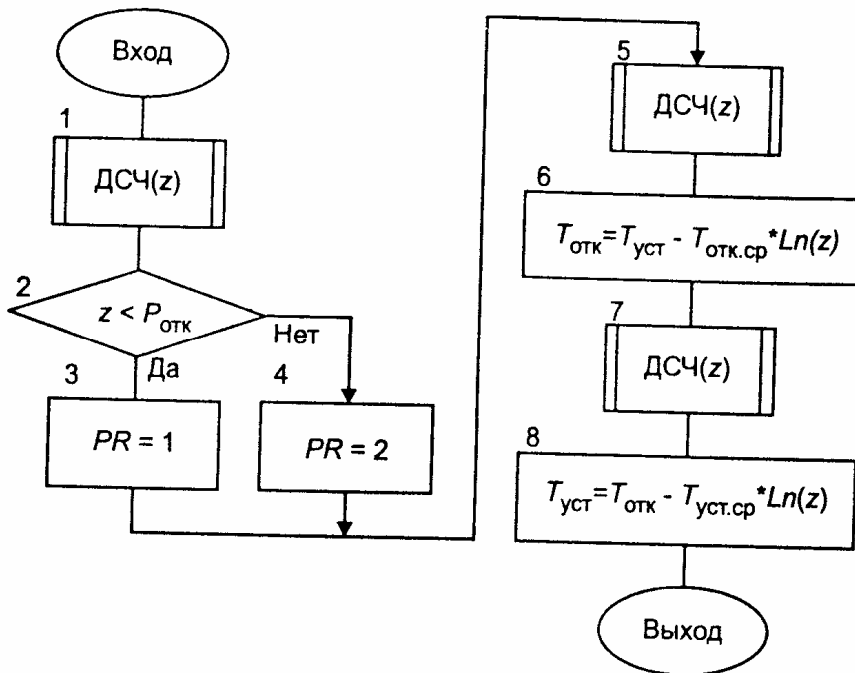 Вход
1
ДСЧ(z)
2
z < Pотк
Нет
Да
3
PR = 1
4
PR = 2
5
ДСЧ(z)
6
Tотк=Tуст - Tотк.ср*Ln(z)
7
ДСЧ(z)
8
Tуст=Tотк - Tуст.ср*Ln(z)
Выход